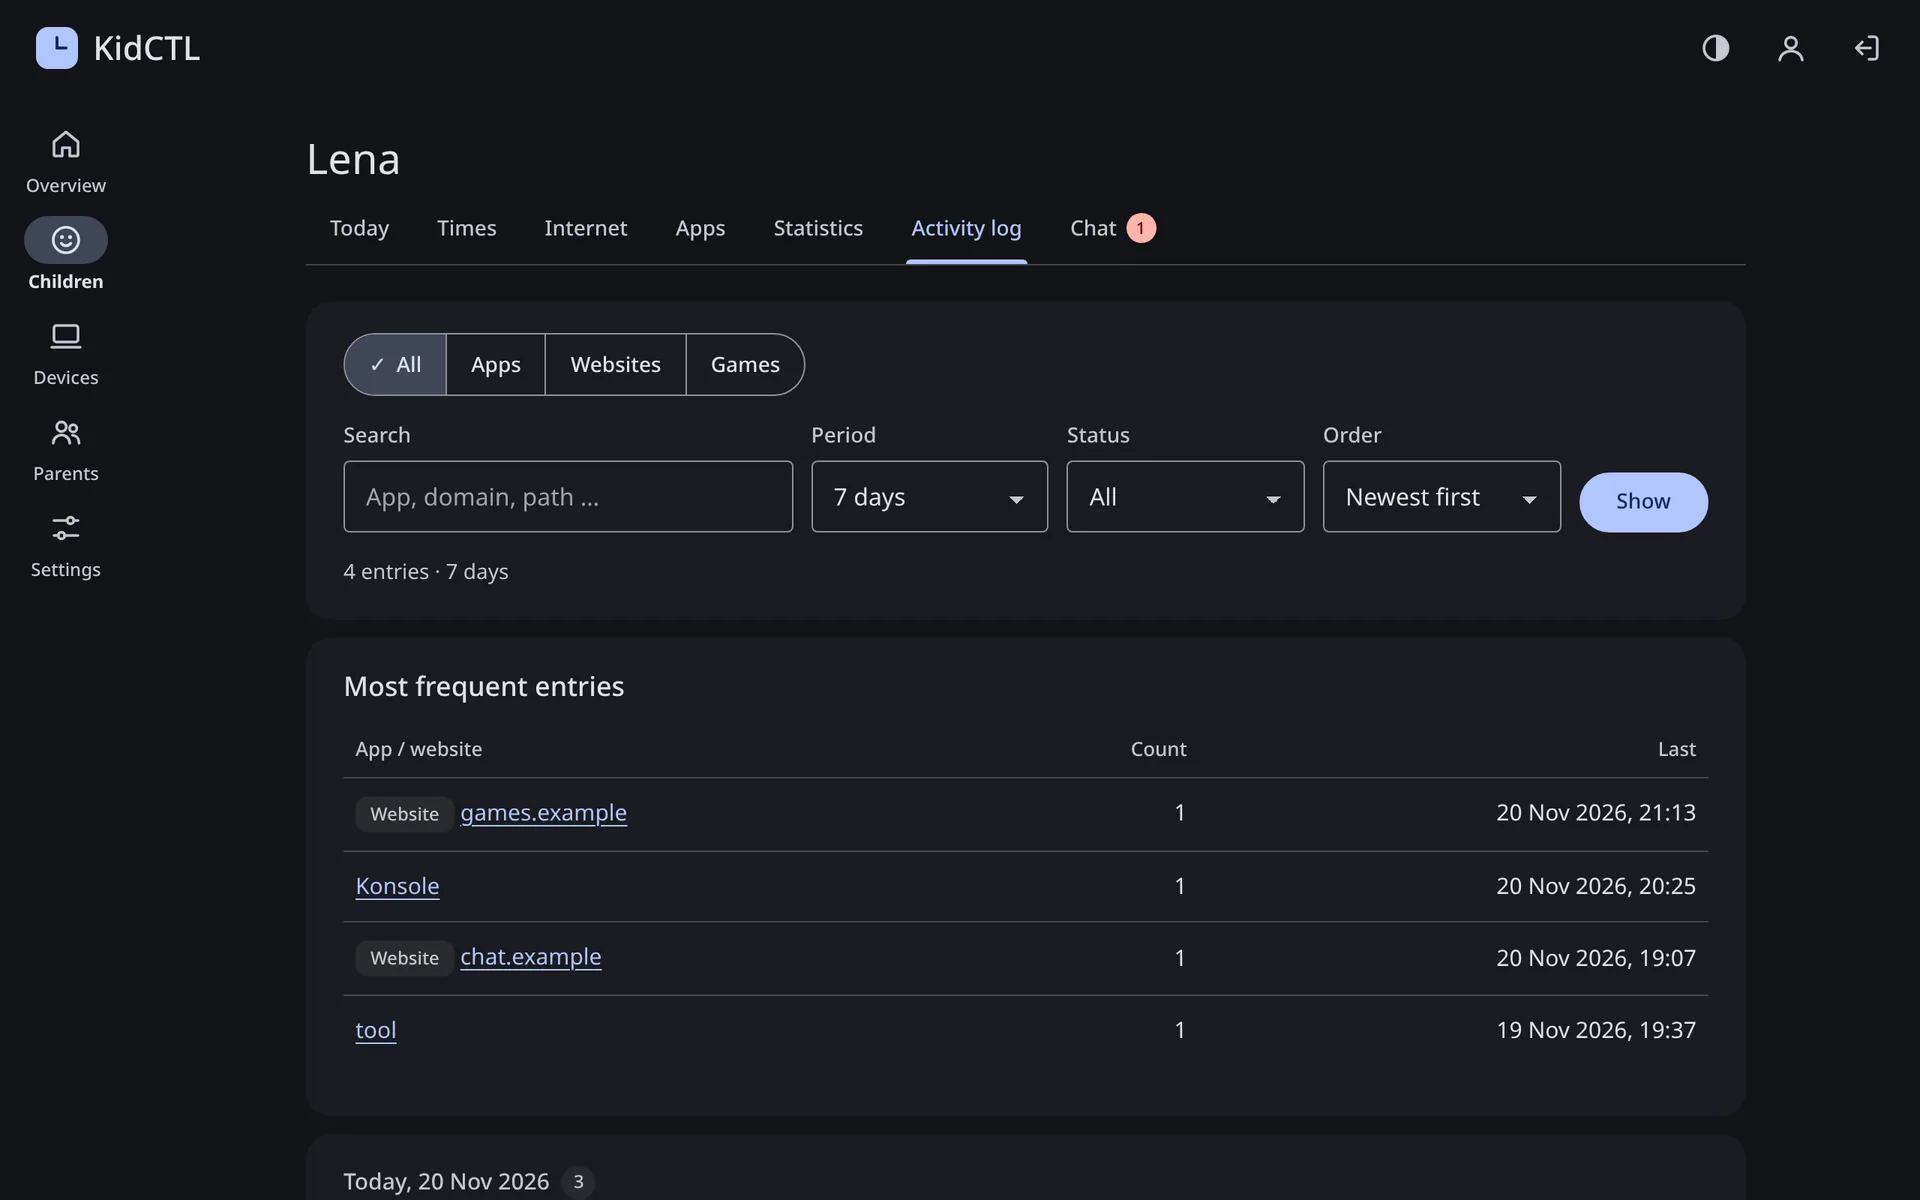 KidCTL
Overview
Children
Devices
Parents
Settings
Lena
Today Times Internet Apps Statistics Activity log Chat 1
✓ All Apps Websites Games
Search Period Status Order
App, domain, path ... 7 days All Newest first Show
4 entries · 7 days
Most frequent entries
App / website Count Last
Website games.example 1 20 Nov 2026, 21:13
Konsole 1 20 Nov 2026, 20:25
Website chat.example 1 20 Nov 2026, 19:07
tool 1 19 Nov 2026, 19:37
Today, 20 Nov 2026 3